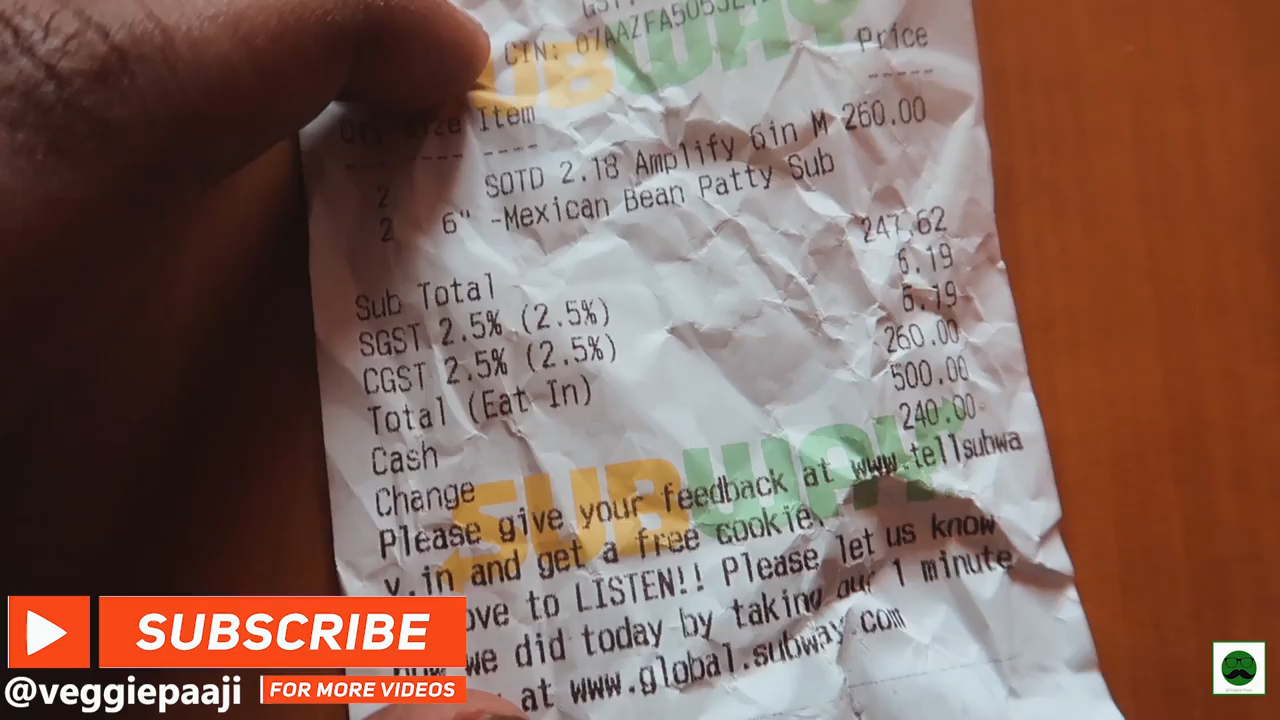 GST:
CIN: 07AAZFA5053
Price
Size Item
2 SOTD 2.18 Amplify 6in M 260.00
2 6" -Mexican Bean Patty Sub
Sub Total 247.62
SGST 2.5% (2.5%) 6.19
CGST 2.5% (2.5%) 6.19
Total (Eat In) 260.00
Cash 500.00
Change 240.00
SUBWAY
Please give your feedback at www.tellsubwa
y.in and get a free cookie.
ove to LISTEN!! Please let us know
how we did today by taking our 1 minute
at www.global.subway.com
SUBWAY
SUBSCRIBE
@veggiepaaji FOR MORE VIDEOS